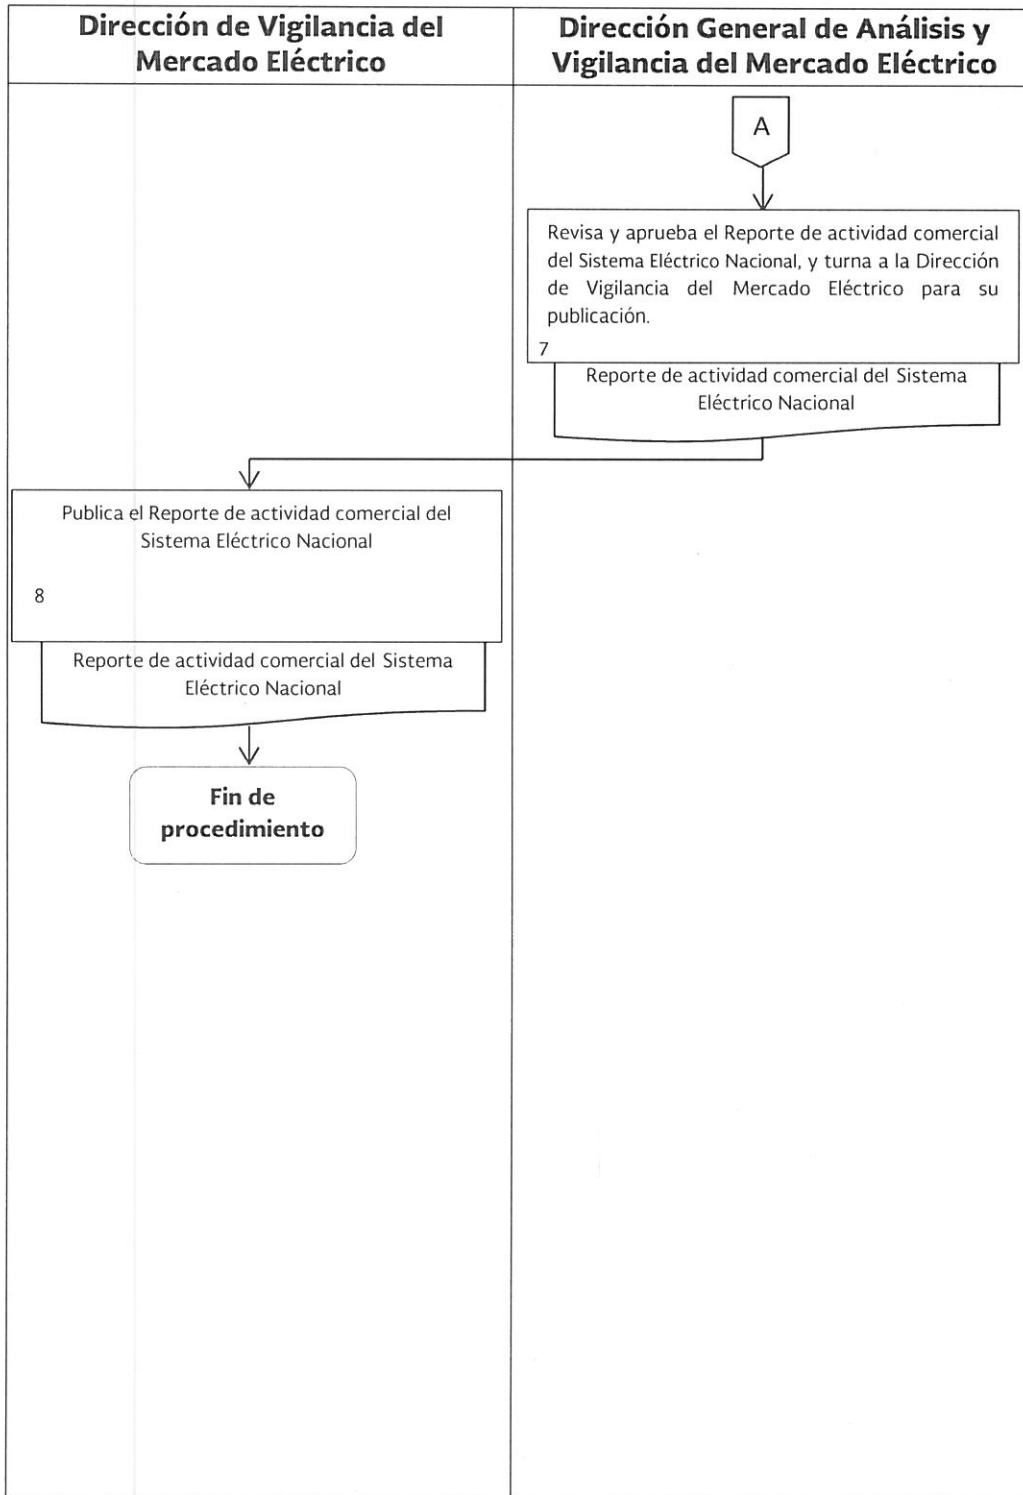 Dirección de Vigilancia del
Mercado Eléctrico
Dirección General de Análisis y
Vigilancia del Mercado Eléctrico
A
Revisa y aprueba el Reporte de actividad comercial
del Sistema Eléctrico Nacional, y turna a la Dirección
de Vigilancia del Mercado Eléctrico para su
publicación.
7
Reporte de actividad comercial del Sistema
Eléctrico Nacional
Publica el Reporte de actividad comercial del
Sistema Eléctrico Nacional
8
Reporte de actividad comercial del Sistema
Eléctrico Nacional
Fin de
procedimiento